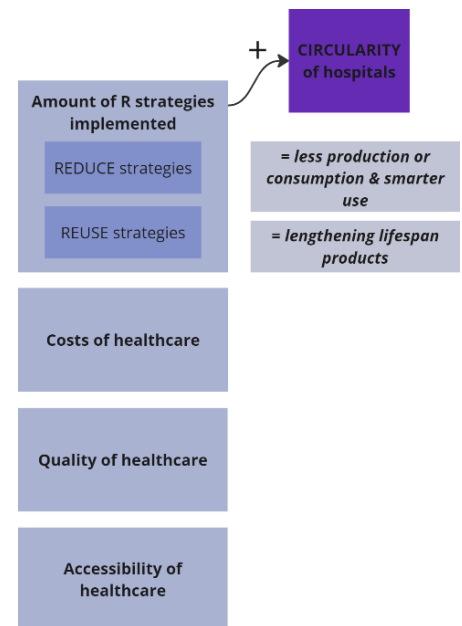 +
CIRCULARITY
of hospitals
Amount of R strategies
implemented
REDUCE strategies
REUSE strategies
= less production or
consumption & smarter
use
= lengthening lifespan
products
Costs of healthcare
Quality of healthcare
Accessibility of
healthcare